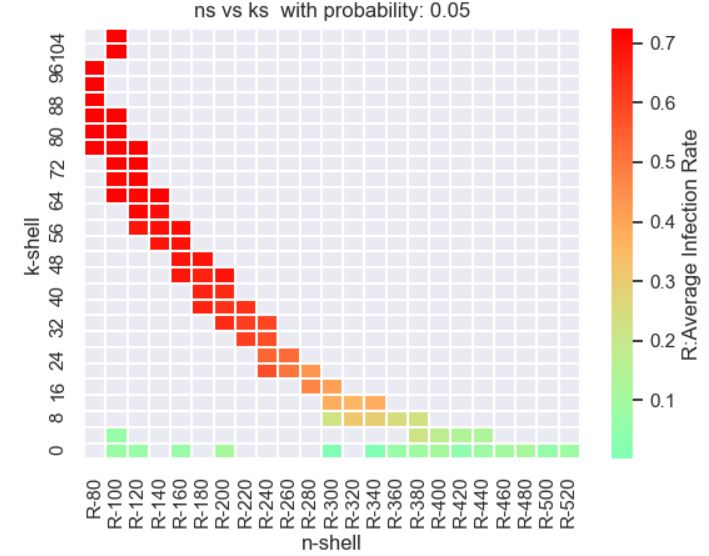 ns vs ks with probability: 0.05
k-shell
104
96
88
80
72
64
56
48
40
32
24
16
8
0
R-80
R-100
R-120
R-140
R-160
R-180
R-200
R-220
R-240
R-260
R-280
R-300
R-320
R-340
R-360
R-380
R-400
R-420
R-440
R-460
R-480
R-500
R-520
n-shell
0.7
0.6
0.5
0.4
0.3
0.2
0.1
R:Average Infection Rate